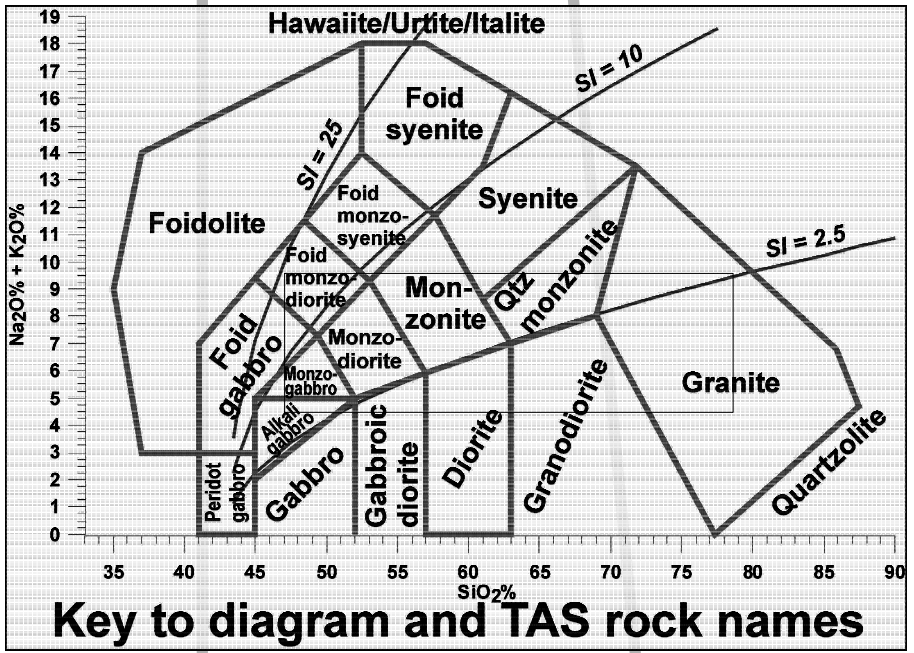 Hawaiite/Urtite/Italite
19
18
17
16
15
14
13
12
11
10
9
8
7
6
5
4
3
2
1
0
Na2O% + K2O%
SI = 25
SI = 10
SI = 2.5
Foid
syenite
Foidolite
Foid
monzo-
syenite
Syenite
Foid
monzo-
diorite
Mon-
zonite
Qtz
monzonite
Foid
gabbro
Monzo-
diorite
Monzo-
gabbro
Alkali
gabbro
Peridot
gabbro
Gabbro
Gabbroic
diorite
Diorite
Granodiorite
Granite
Quartzolite
35 40 45 50 55 60 65 70 75 80 85 90
SiO2%
Key to diagram and TAS rock names